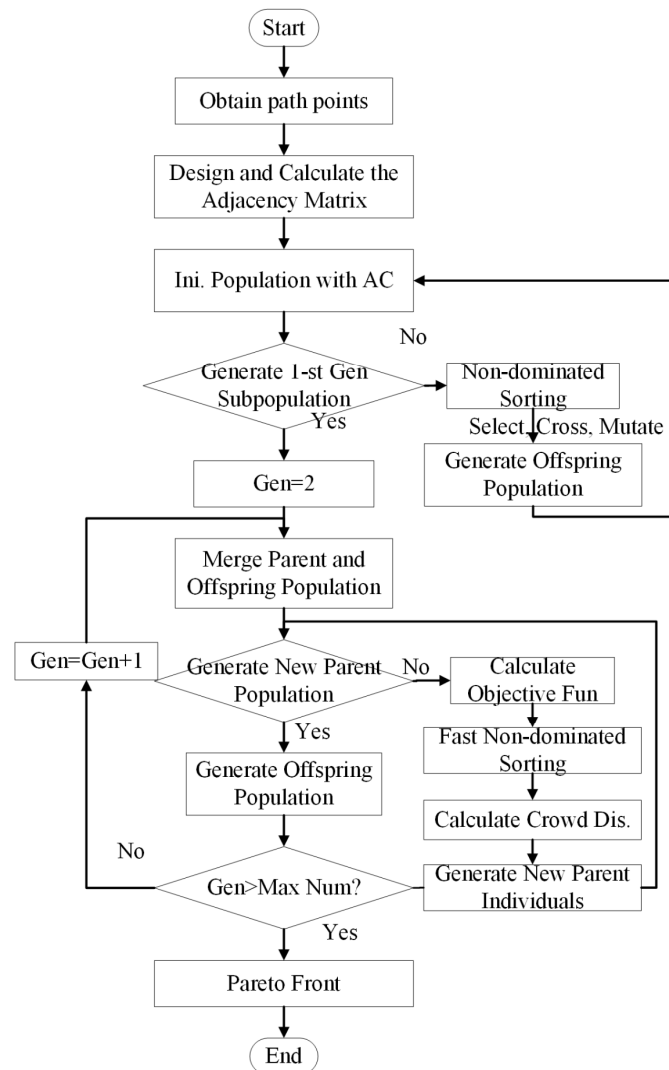 Start
Obtain path points
Design and Calculate the
Adjacency Matrix
Ini. Population with AC
No
Generate 1-st Gen
Subpopulation
Yes
Non-dominated
Sorting
Select, Cross, Mutate
Generate Offspring
Population
Gen=2
Merge Parent and
Offspring Population
Gen=Gen+1
Generate New Parent
Population
No
Calculate
Objective Fun
Yes
Fast Non-dominated
Sorting
Generate Offspring
Population
Calculate Crowd Dis.
No
Gen>Max Num?
Generate New Parent
Individuals
Yes
Pareto Front
End